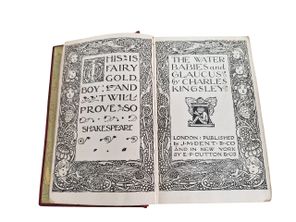 THIS IS
FAIRY
GOLD,
BOY; AND
'TWILL
PROVE SO
SHAKESPEARE
THE WATER
BABIES and
GLAUCUS
by CHARLES
KINGSLEY
LONDON: PUBLISHED
by J·M·DENT·&·CO
AND IN NEW YORK
BY E·P·DUTTON & CO